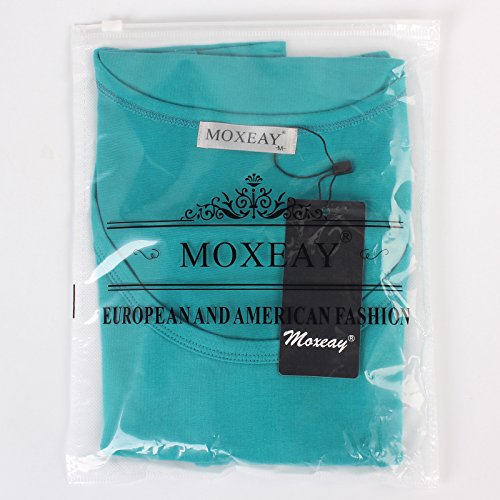 MOXEAY®
-M-
MOXEAY®
EUROPEAN AND AMERICAN FASHION
Moxeay®